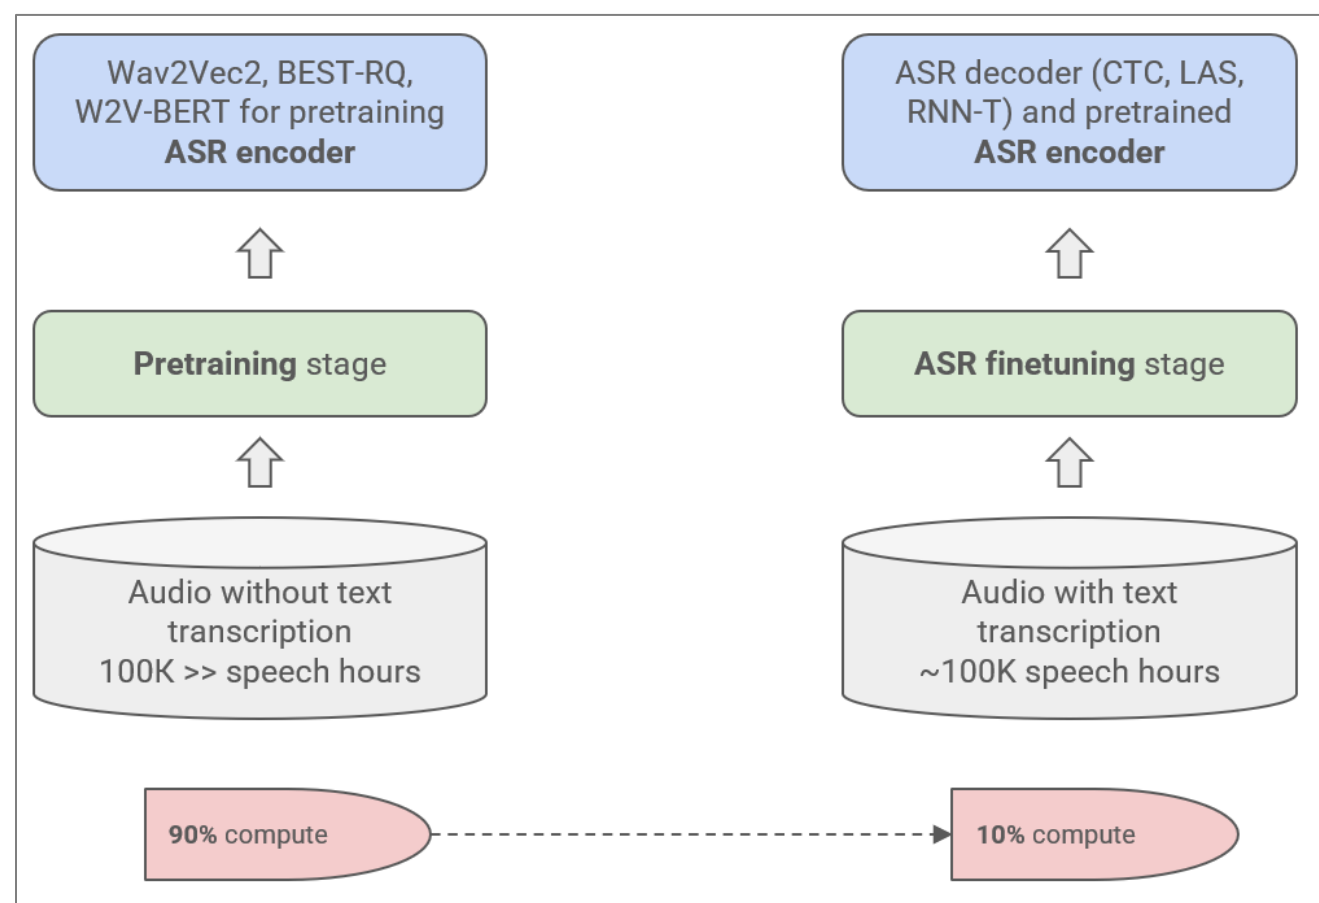 Wav2Vec2, BEST-RQ,
W2V-BERT for pretraining
ASR encoder
Pretraining stage
Audio without text
transcription
100K >> speech hours
90% compute
ASR decoder (CTC, LAS,
RNN-T) and pretrained
ASR encoder
ASR finetuning stage
Audio with text
transcription
~100K speech hours
10% compute